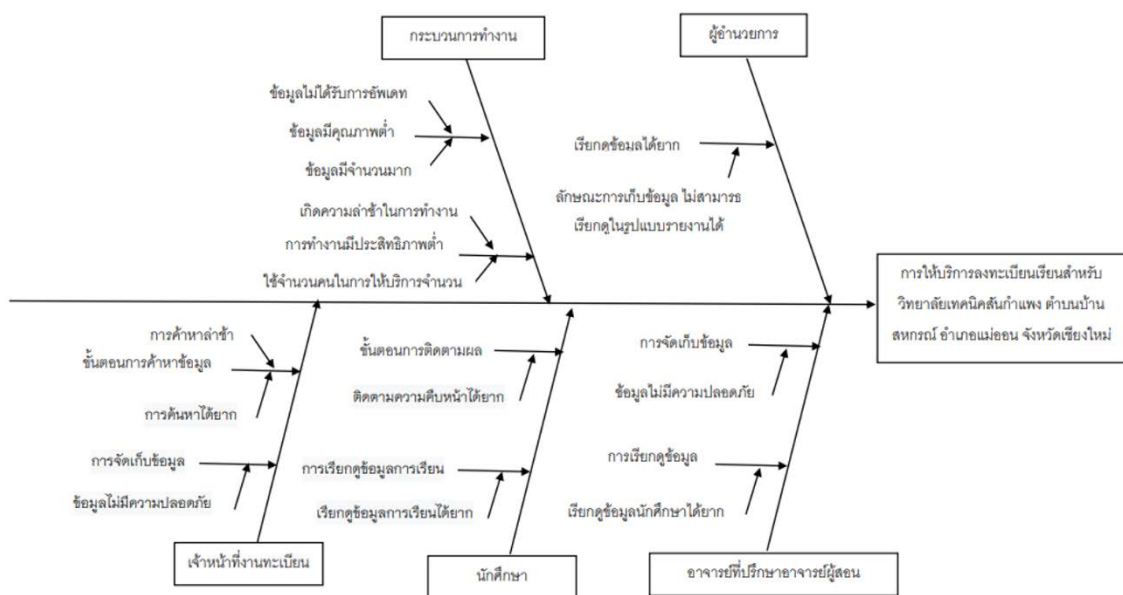 กระบวนการทำงาน
ผู้อำนวยการ
ข้อมูลไม่ได้รับการอัพเดท
ข้อมูลมีคุณภาพต่ำ
ข้อมูลมีจำนวนมาก
เกิดความล่าช้าในการทำงาน
การทำงานมีประสิทธิภาพต่ำ
ใช้จำนวนคนในการให้บริการจำนวน
เรียกดูข้อมูลได้ยาก
ลักษณะการเก็บข้อมูล ไม่สามารถ
เรียกดูในรูปแบบรายงานได้
การให้บริการลงทะเบียนเรียนสำหรับ
วิทยาลัยเทคนิคสันกำแพง ตำบนบ้าน
สหกรณ์ อำเภอแม่ออน จังหวัดเชียงใหม่
การค้าหาล่าช้า
ขั้นตอนการค้าหาข้อมูล
การค้นหาได้ยาก
การจัดเก็บข้อมูล
ข้อมูลไม่มีความปลอดภัย
เจ้าหน้าที่งานทะเบียน
ขั้นตอนการติดตามผล
ติดตามความคืบหน้าได้ยาก
การเรียกดูข้อมูลการเรียน
เรียกดูข้อมูลการเรียนได้ยาก
นักศึกษา
การจัดเก็บข้อมูล
ข้อมูลไม่มีความปลอดภัย
การเรียกดูข้อมูล
เรียกดูข้อมูลนักศึกษาได้ยาก
อาจารย์ที่ปรึกษาอาจารย์ผู้สอน